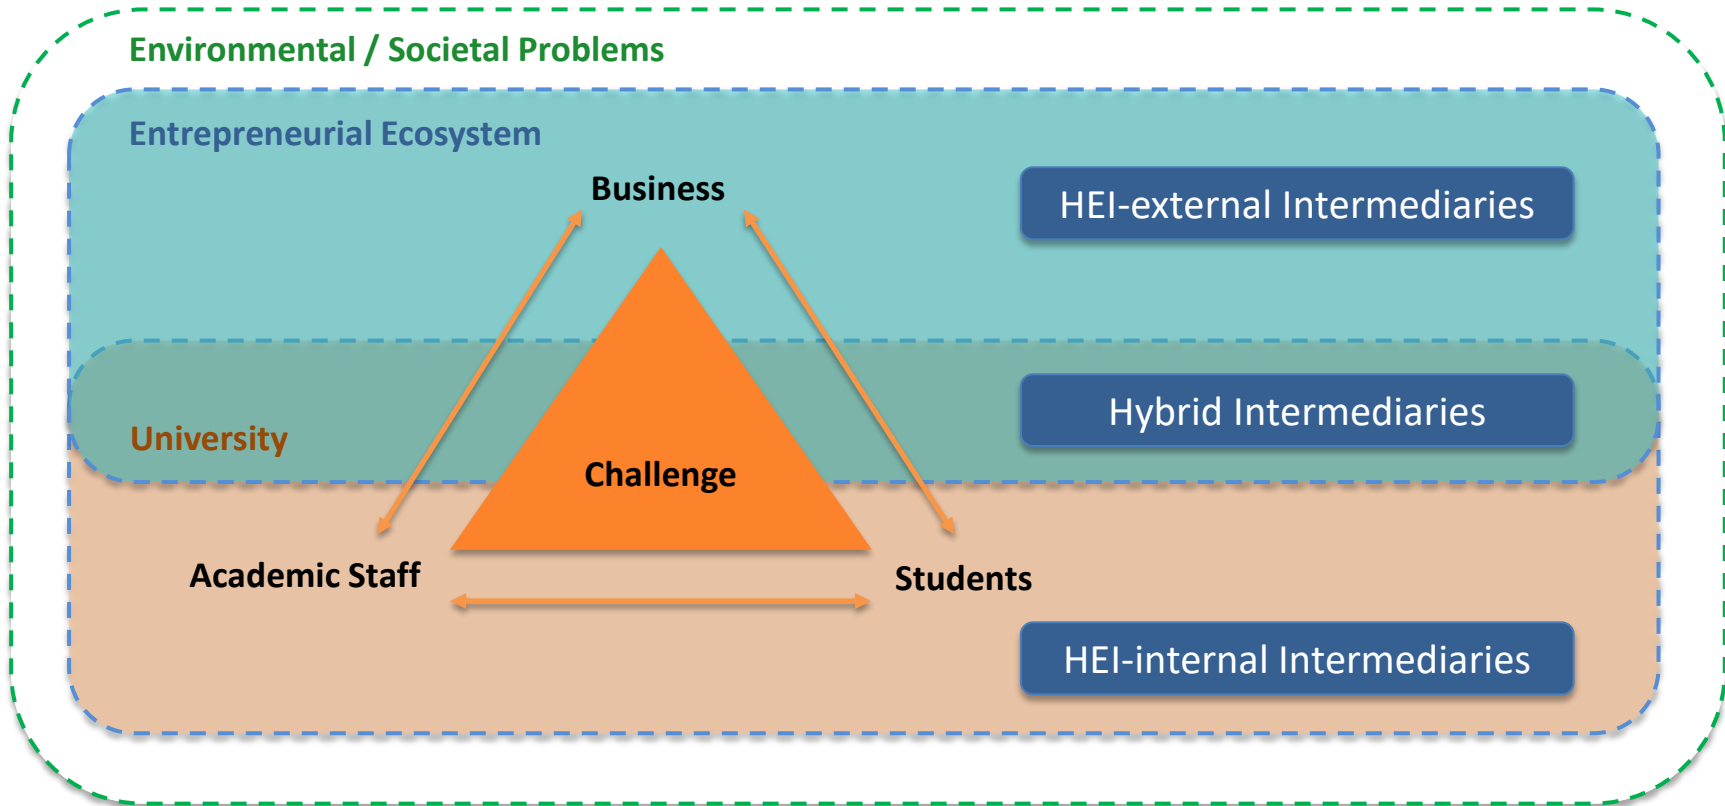 Environmental / Societal Problems
Entrepreneurial Ecosystem
Business
HEI-external Intermediaries
Hybrid Intermediaries
University
Challenge
Academic Staff
Students
HEI-internal Intermediaries